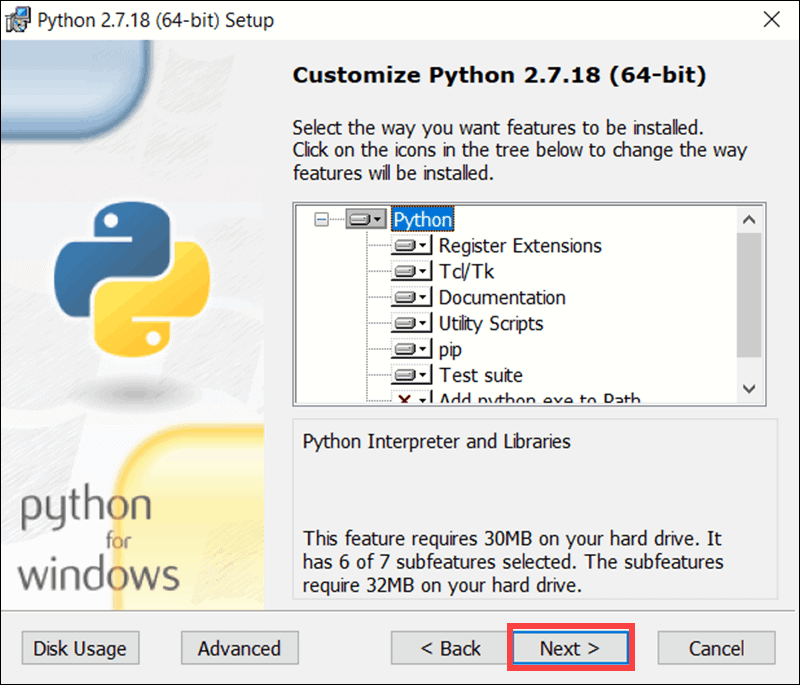 Python 2.7.18 (64-bit) Setup
Customize Python 2.7.18 (64-bit)
Select the way you want features to be installed.
Click on the icons in the tree below to change the way
features will be installed.
Python
Register Extensions
Tcl/Tk
Documentation
Utility Scripts
pip
Test suite
Add python.exe to Path
Python Interpreter and Libraries
This feature requires 30MB on your hard drive. It
has 6 of 7 subfeatures selected. The subfeatures
require 32MB on your hard drive.
python
for
windows
Disk Usage
Advanced
< Back
Next >
Cancel